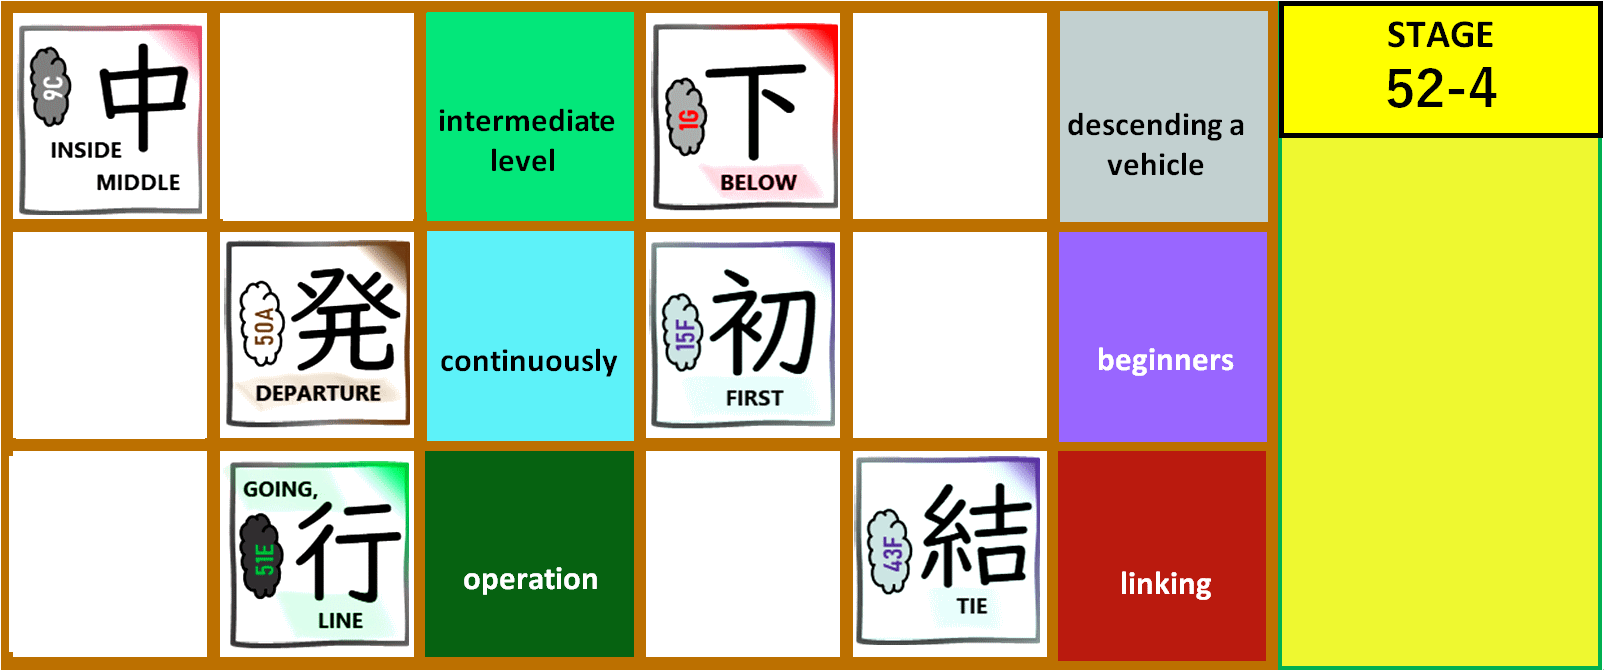 9C
中
INSIDE
MIDDLE
intermediate
level
1G
下
BELOW
descending a
vehicle
STAGE
52-4
50A
発
DEPARTURE
continuously
15F
初
FIRST
beginners
GOING,
51E
行
LINE
operation
43F
結
TIE
linking